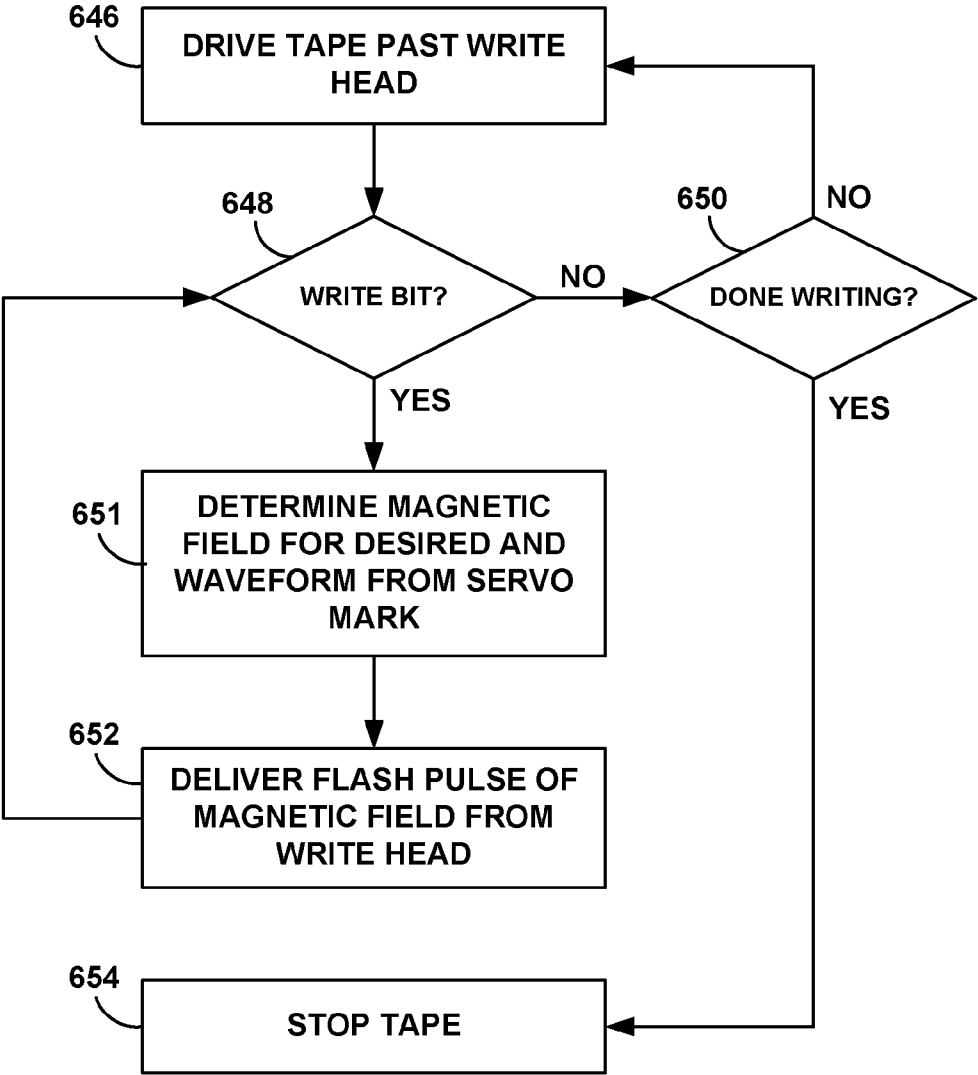 646
DRIVE TAPE PAST WRITE
HEAD
648
WRITE BIT?
NO
650
NO
DONE WRITING?
YES
YES
651
DETERMINE MAGNETIC
FIELD FOR DESIRED AND
WAVEFORM FROM SERVO
MARK
652
DELIVER FLASH PULSE OF
MAGNETIC FIELD FROM
WRITE HEAD
654
STOP TAPE